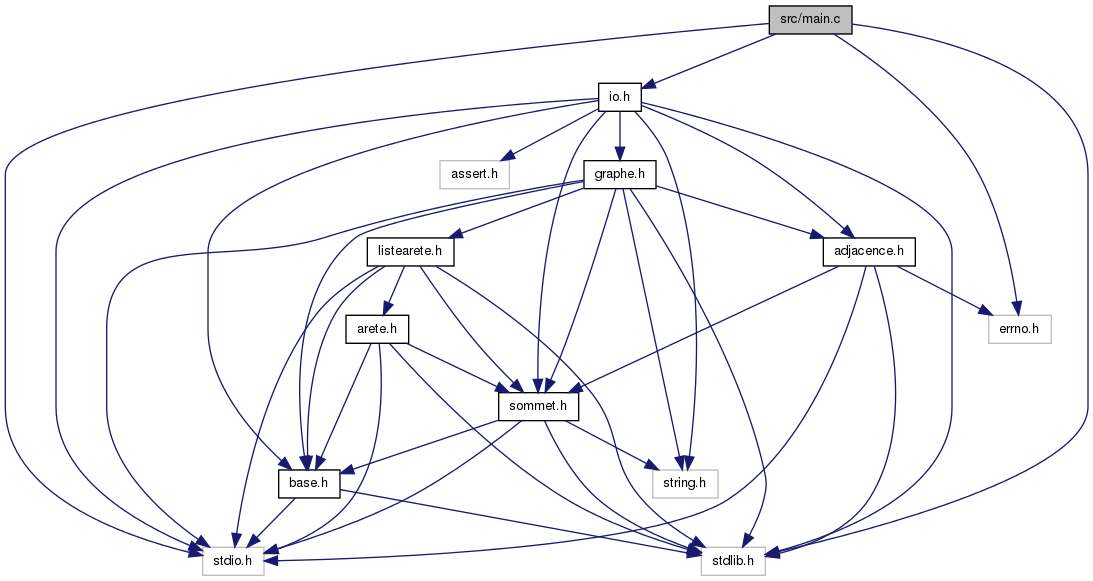 src/main.c
io.h
assert.h
graphe.h
listearete.h
adjacence.h
arete.h
errno.h
sommet.h
base.h
string.h
stdio.h
stdlib.h